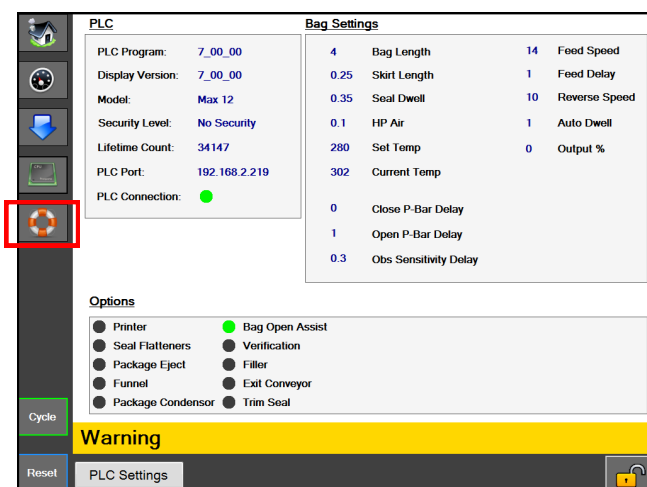 PLC
PLC Program: 7_00_00
Display Version: 7_00_00
Model: Max 12
Security Level: No Security
Lifetime Count: 34147
PLC Port: 192.168.2.219
PLC Connection:
Bag Settings
4 Bag Length 14 Feed Speed
0.25 Skirt Length 1 Feed Delay
0.35 Seal Dwell 10 Reverse Speed
0.1 HP Air 1 Auto Dwell
280 Set Temp 0 Output %
302 Current Temp
0 Close P-Bar Delay
1 Open P-Bar Delay
0.3 Obs Sensitivity Delay
Options
Printer Bag Open Assist
Seal Flatteners Verification
Package Eject Filler
Funnel Exit Conveyor
Package Condensor Trim Seal
Cycle
Warning
Reset
PLC Settings